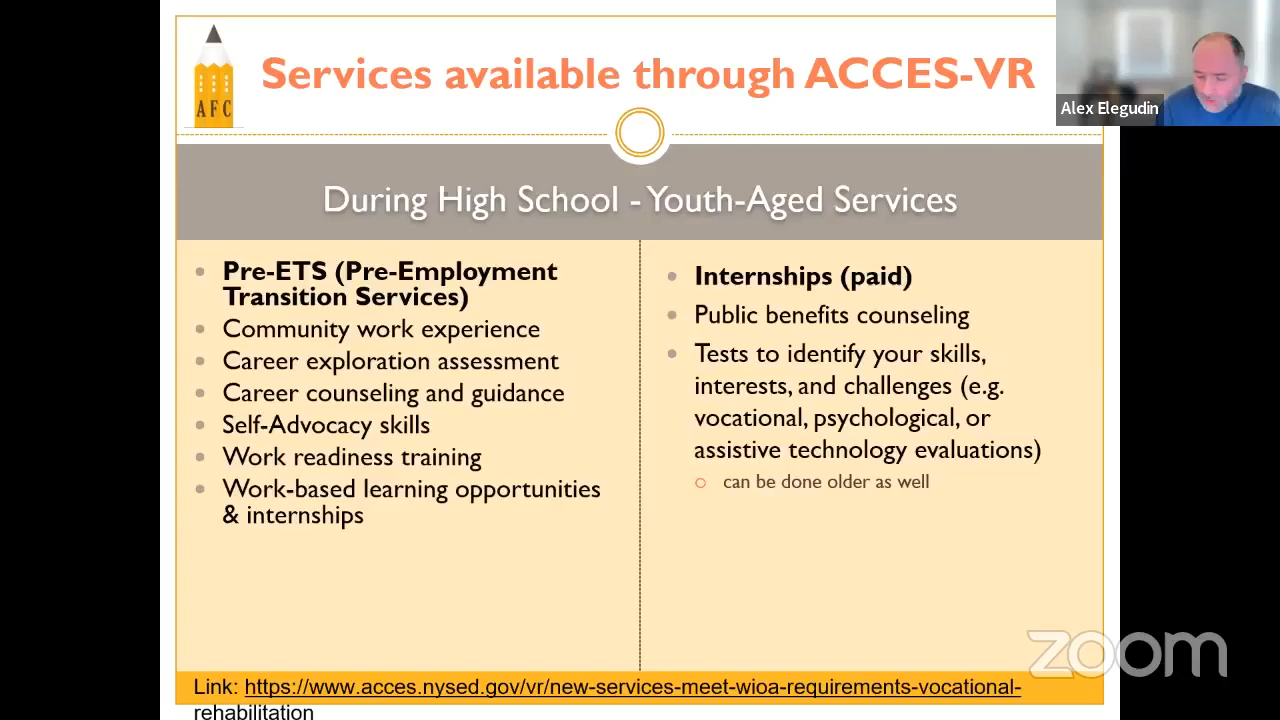 AFC
Services available through ACCES-VR
Alex Elegudin
During High School - Youth-Aged Services
Pre-ETS (Pre-Employment
Transition Services)
Community work experience
Career exploration assessment
Career counseling and guidance
Self-Advocacy skills
Work readiness training
Work-based learning opportunities
& internships
Internships (paid)
Public benefits counseling
Tests to identify your skills,
interests, and challenges (e.g.
vocational, psychological, or
assistive technology evaluations)
can be done older as well
zoom
Link: https://www.acces.nysed.gov/vr/new-services-meet-wioa-requirements-vocational-
rehabilitation